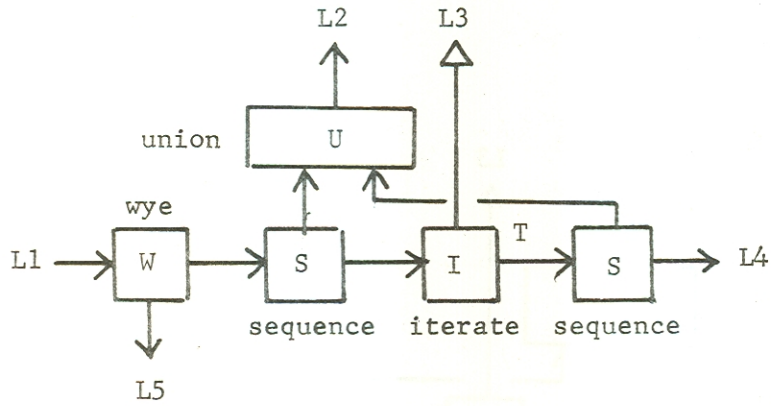 L2 L3
union U
wye
T
L1 W S I S L4
sequence iterate sequence
L5